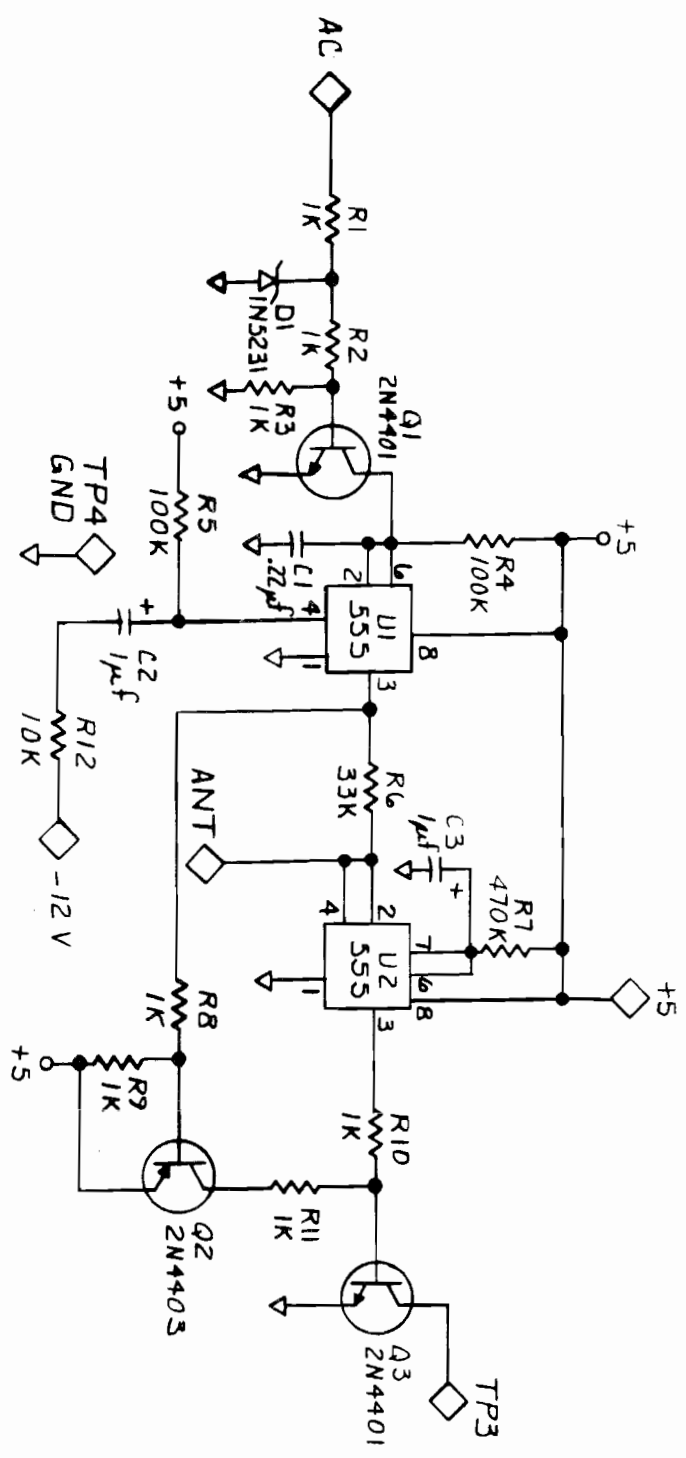 AC
R1
1K
D1
1N5231
R2
1K
R3
1K
Q1
2N4401
+5
R5
100K
TP4
GND
C1
.22µf
R4
100K
+5
2
6
4
U1
555
8
1
3
C2
1µf
+
R12
10K
-12V
R6
33K
ANT
C3
1µf
+
R7
470K
+5
2
4
7
6
8
U2
555
1
3
R8
1K
R9
1K
+5
R10
1K
R11
1K
Q2
2N4403
Q3
2N4401
TP3